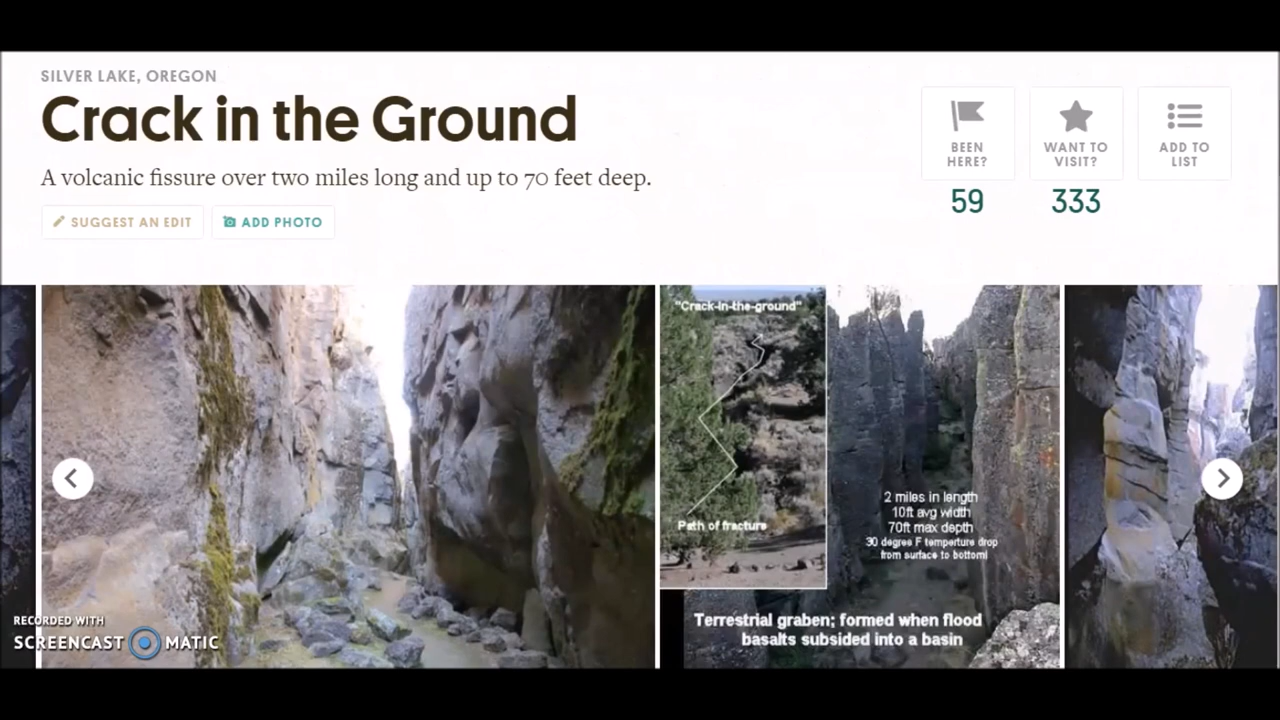 SILVER LAKE, OREGON
Crack in the Ground
A volcanic fissure over two miles long and up to 70 feet deep.
SUGGEST AN EDIT
ADD PHOTO
BEEN
HERE?
59
WANT TO
VISIT?
333
ADD TO
LIST
"Crack-in-the-ground"
Path of fracture
2 miles in length
10ft avg width
70ft max depth
30 degres F temperture drop
from surface to bottoml
Terrestrial graben; formed when flood
basalts subsided into a basin
RECORDED WITH
SCREENCAST MATIC